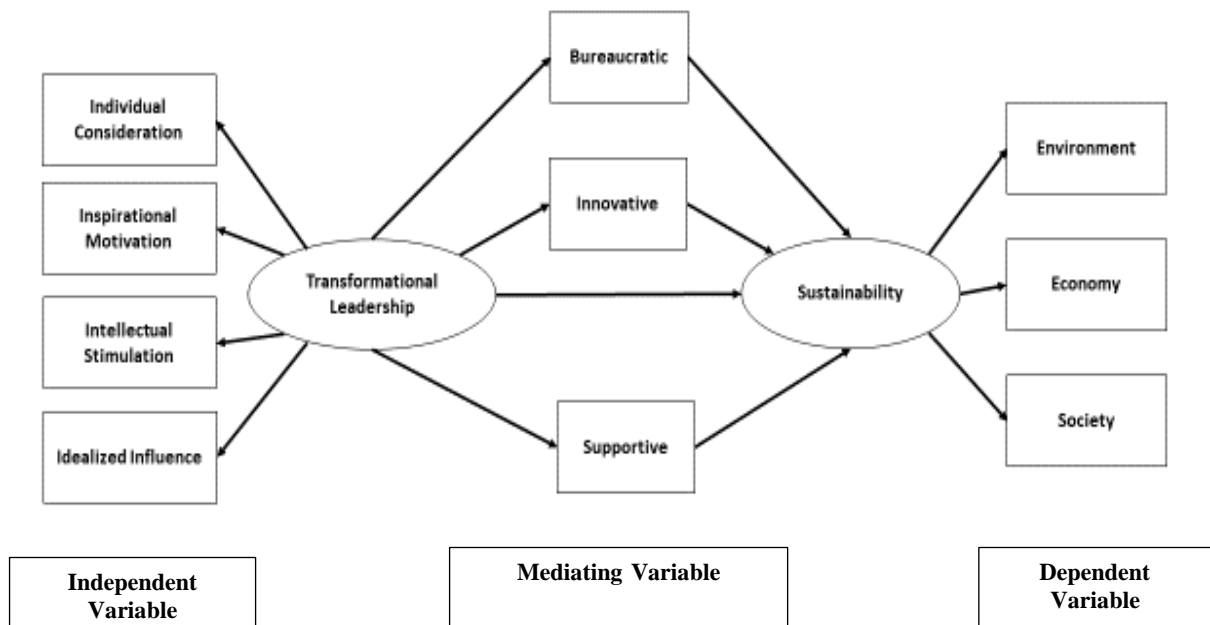 Bureaucratic
Individual
Consideration
Environment
Innovative
Inspirational
Motivation
Transformational
Leadership
Sustainability
Economy
Intellectual
Stimulation
Society
Supportive
Idealized Influence
Independent
Variable
Mediating Variable
Dependent
Variable